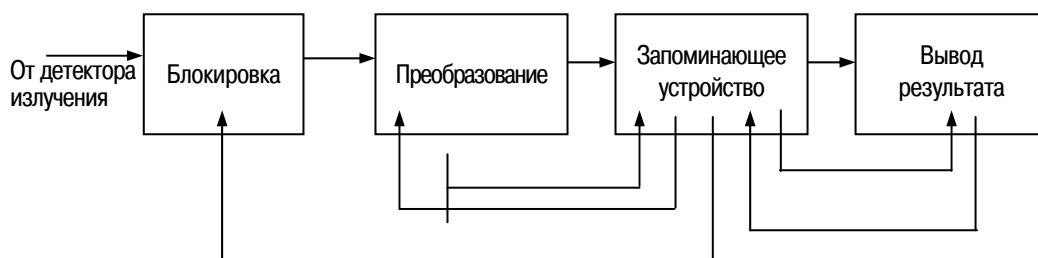 От детектора
излучения
Блокировка
Преобразование
Запоминающее
устройство
Вывод
результата